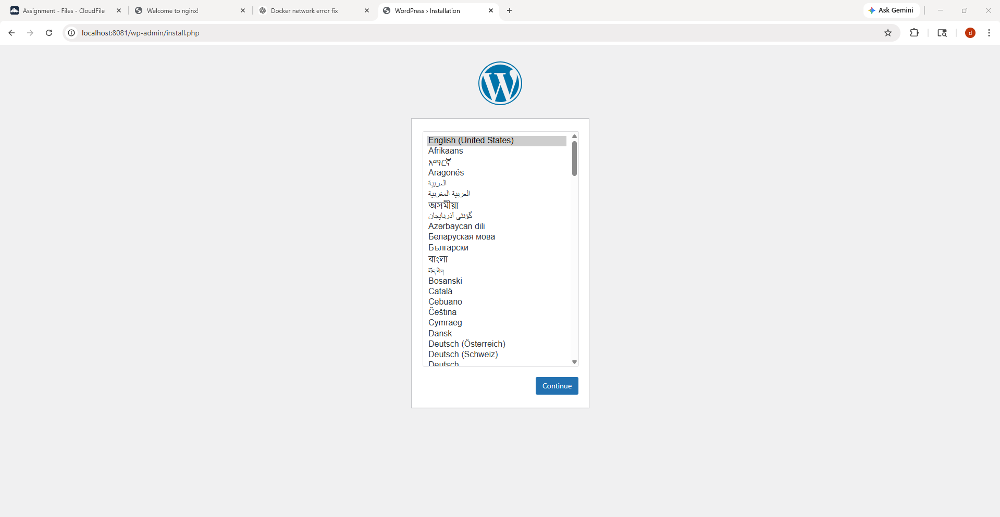 Assignment - Files - CloudFile
Welcome to nginx!
Docker network error fix
WordPress › Installation
Ask Gemini
localhost:8081/wp-admin/install.php
d
English (United States)
Afrikaans
አማርኛ
Aragonés
العربية
العربية المغربية
অসমীয়া
گؤنئی آذربایجان
Azərbaycan dili
Беларуская мова
Български
বাংলা
བོད་ཡིག
Bosanski
Català
Cebuano
Čeština
Cymraeg
Dansk
Deutsch (Österreich)
Deutsch (Schweiz)
Deutsch
Continue